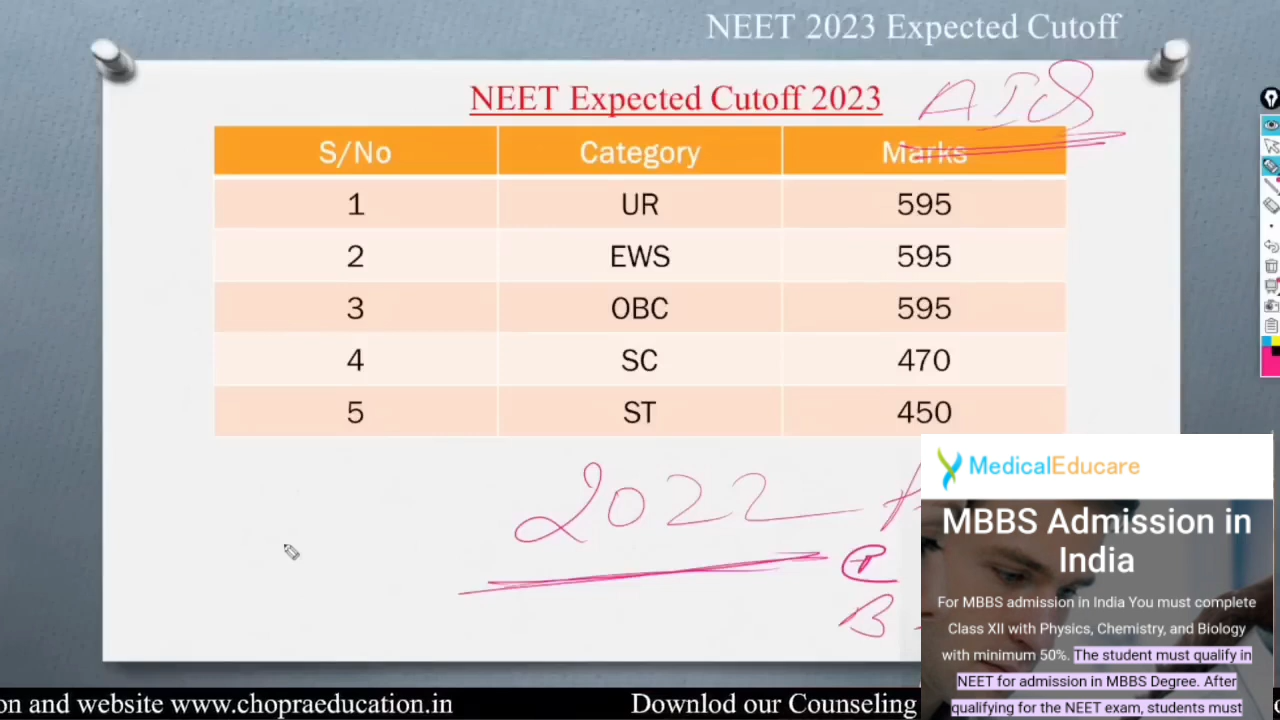 NEET 2023 Expected Cutoff
NEET Expected Cutoff 2023
S/No Category Marks
1 UR 595
2 EWS 595
3 OBC 595
4 SC 470
5 ST 450
2022
B
MedicalEducare
MBBS Admission in
India
For MBBS admission in India You must complete
Class XII with Physics, Chemistry, and Biology
with minimum 50%. The student must qualify in
NEET for admission in MBBS Degree. After
qualifying for the NEET exam, students must
on and website www.chopraeducation.in Downlod our Counseling